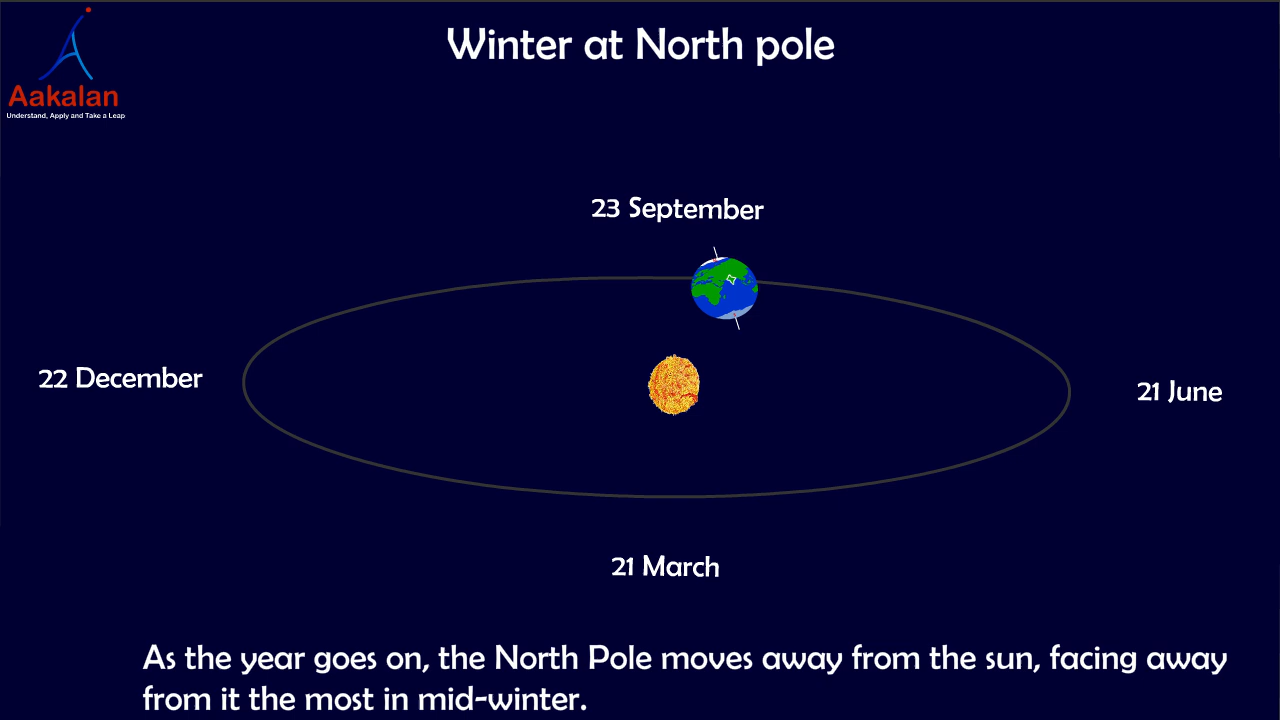 Winter at North pole
Aakalan
Understand, Apply and Take a Leap
23 September
22 December
21 June
21 March
As the year goes on, the North Pole moves away from the sun, facing away
from it the most in mid-winter.